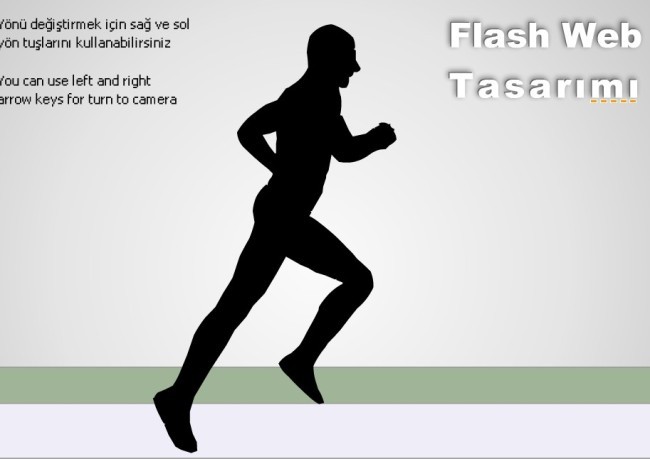 Yönü değiştirmek için sağ ve sol
yön tuşlarını kullanabilirsiniz
You can use left and right
arrow keys for turn to camera
Flash Web
Tasarımı